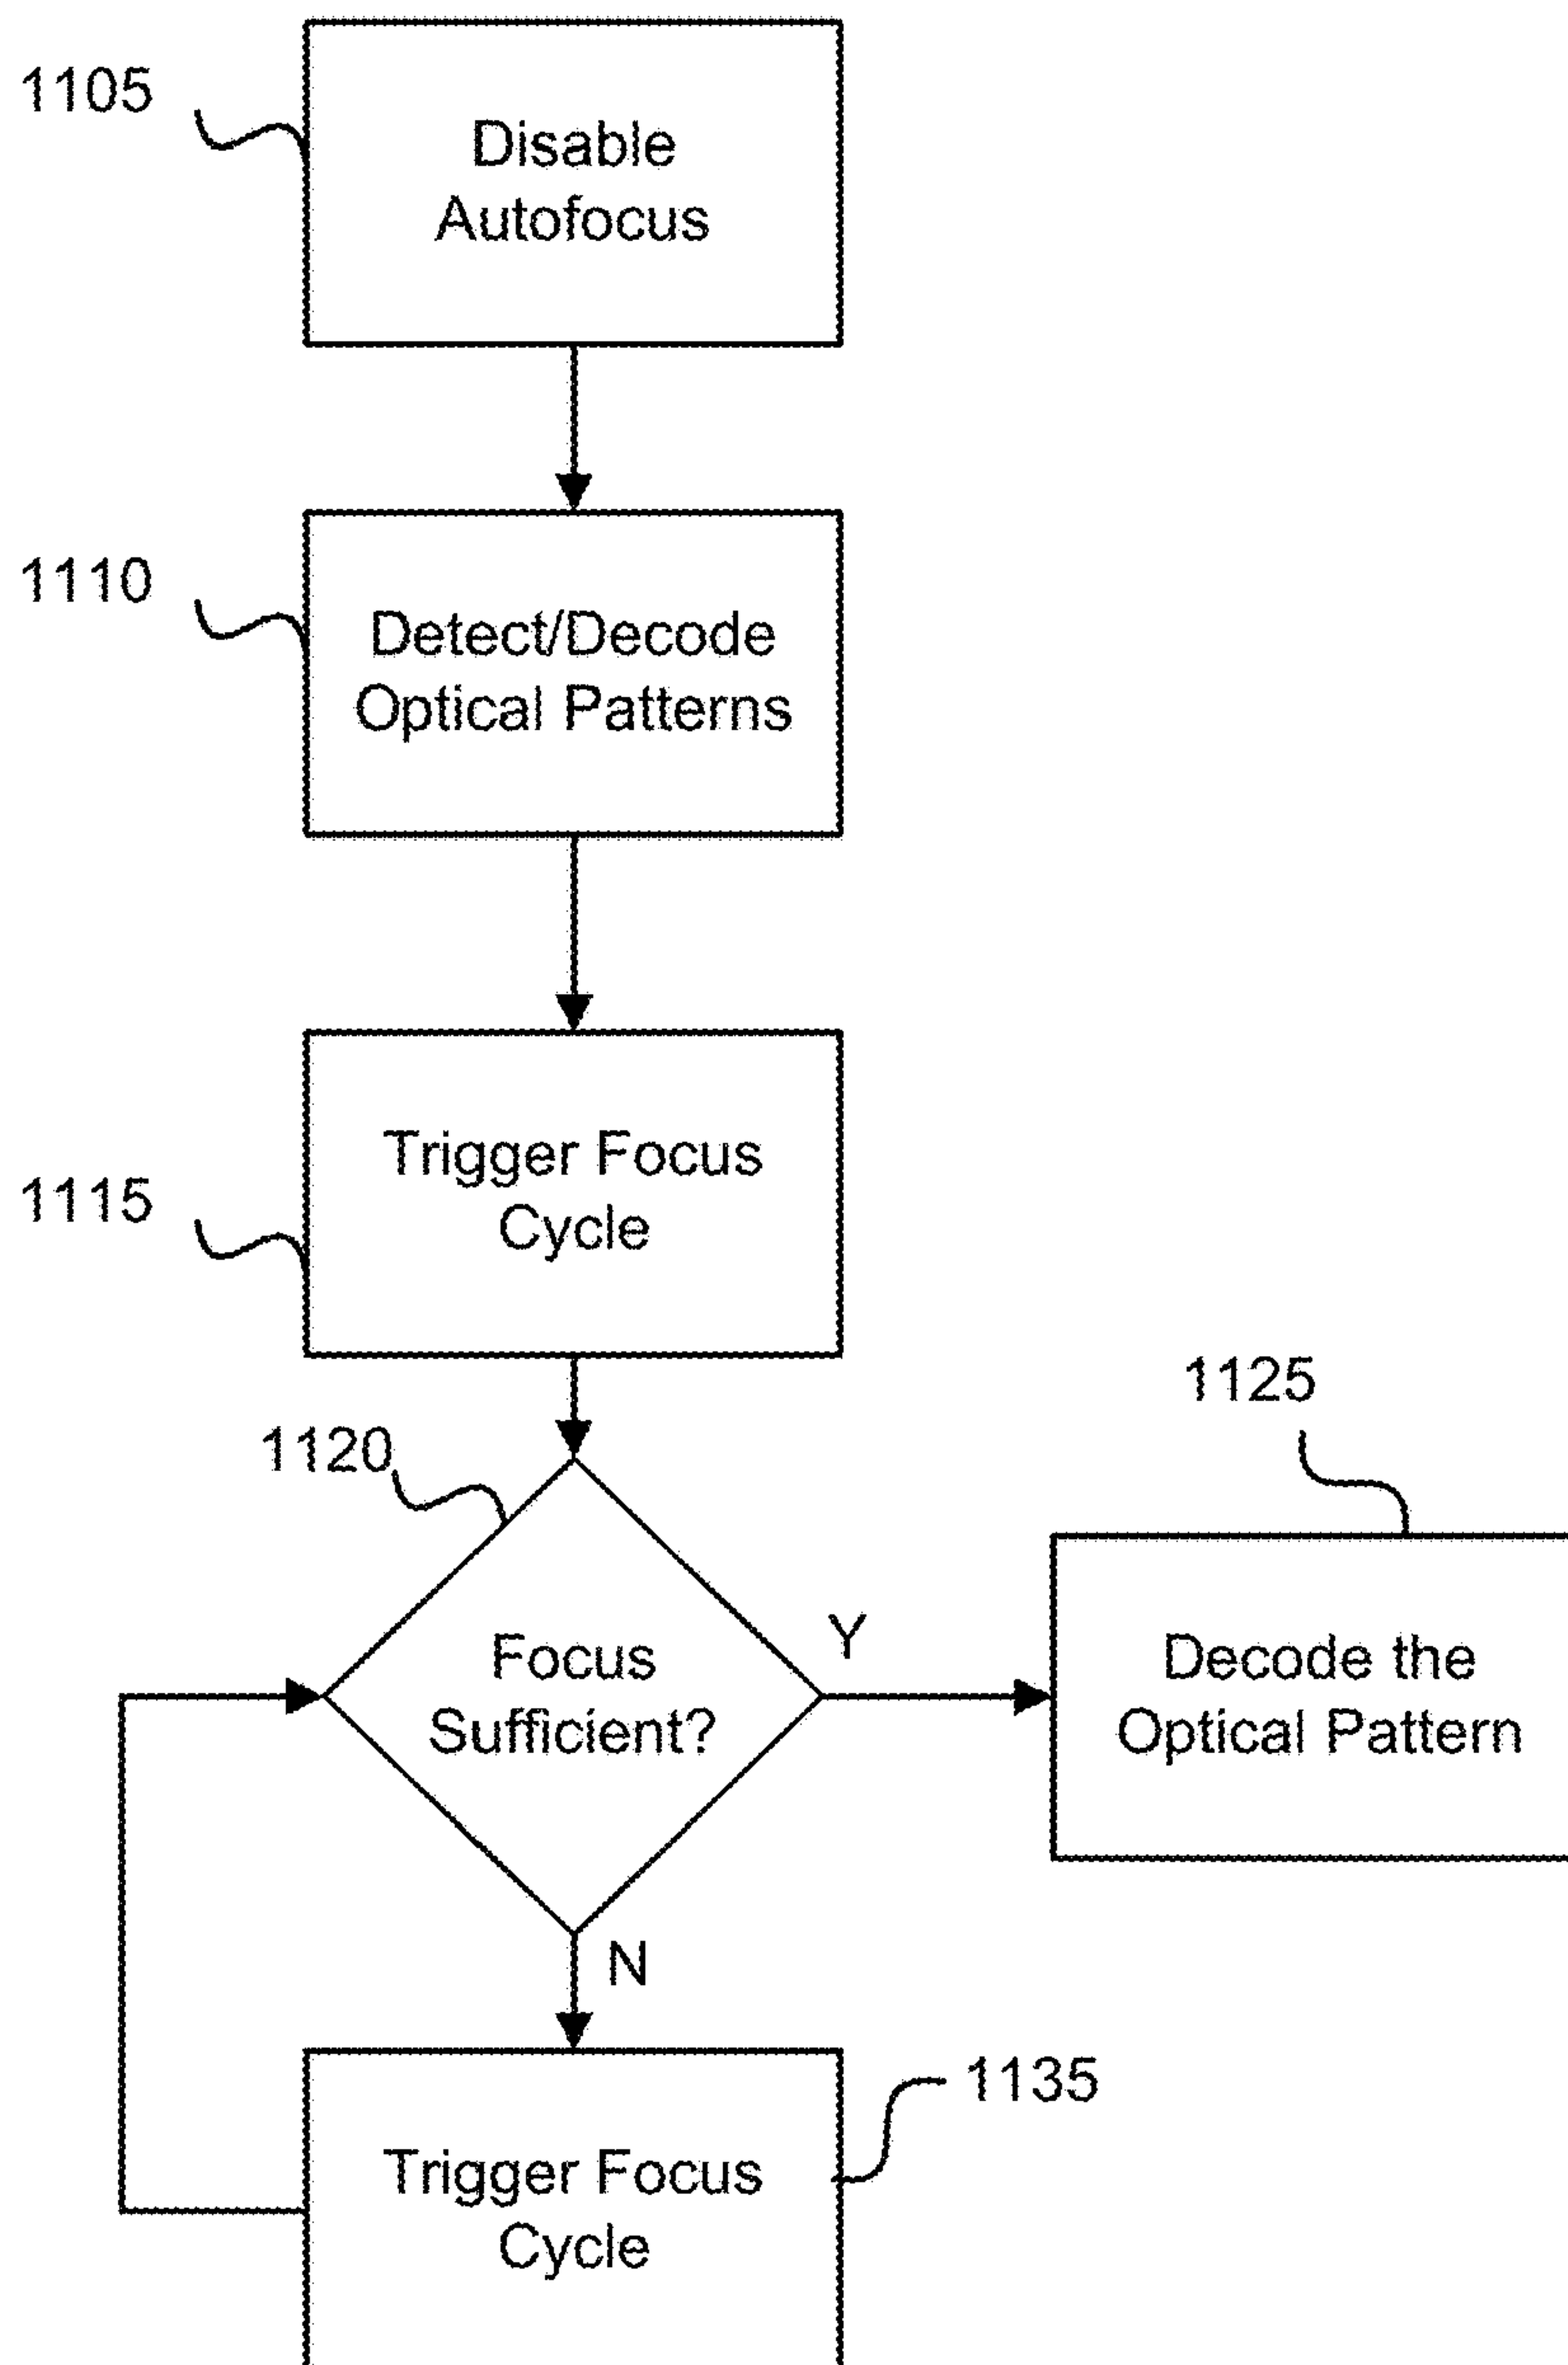 1105
Disable
Autofocus
1110
Detect/Decode
Optical Patterns
1115
Trigger Focus
Cycle
1120
1125
Focus
Sufficient?
Y
Decode the
Optical Pattern
N
1135
Trigger Focus
Cycle